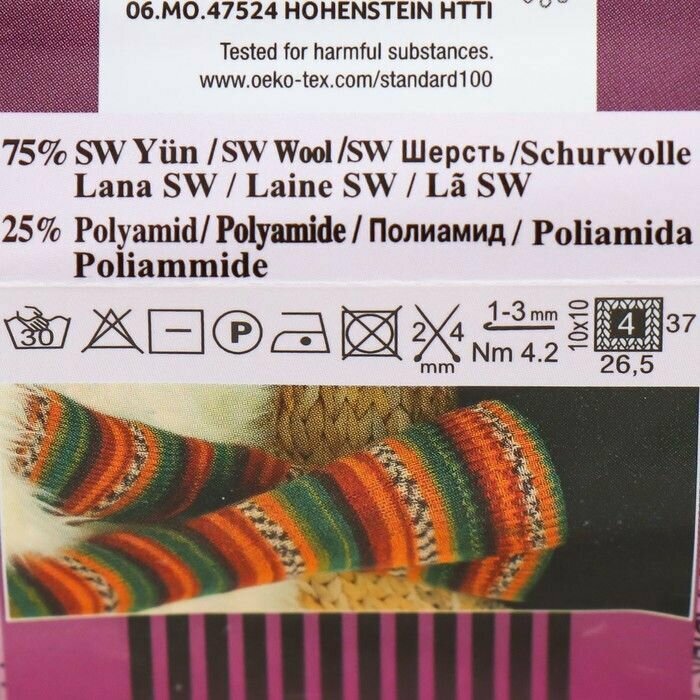 06.MO.47524 HOHENSTEIN HTTI
Tested for harmful substances.
www.oeko-tex.com/standard100
75% SW Yün /SW Wool/SW Шерсть/Schurwolle
Lana SW / Laine SW / Lã SW
25% Polyamid/ Polyamide / Полиамид / Poliamida
Poliammide
30 P 2 4 mm 1-3 mm Nm 4.2 10x10 4 37 26,5